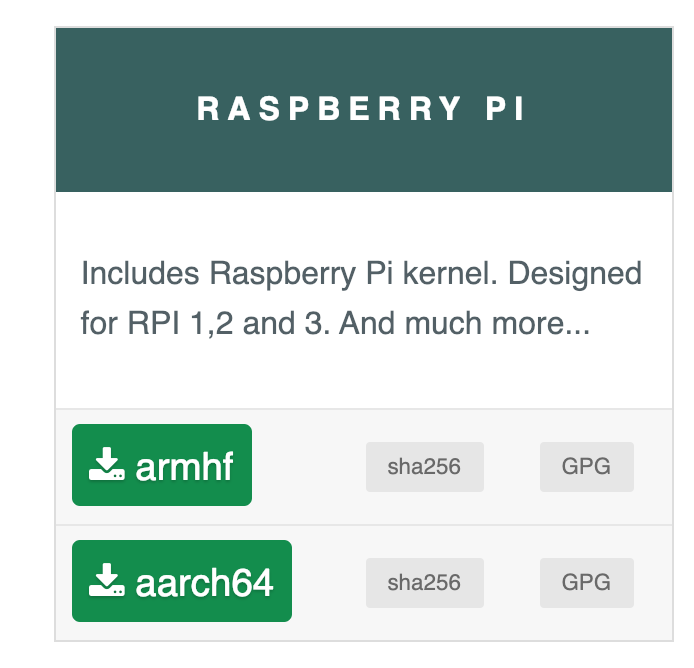 RASPBERRY PI
Includes Raspberry Pi kernel. Designed
for RPI 1,2 and 3. And much more...
armhf sha256 GPG
aarch64 sha256 GPG